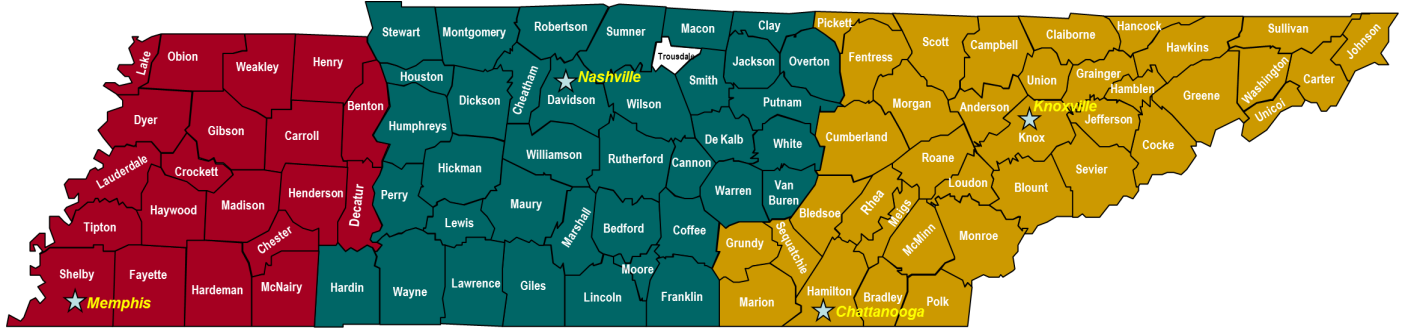 Lake
Obion
Weakley
Henry
Stewart
Montgomery
Robertson
Sumner
Macon
Clay
Pickett
Fentress
Scott
Campbell
Claiborne
Hancock
Hawkins
Sullivan
Johnson
Dyer
Gibson
Carroll
Benton
Houston
Humphreys
Dickson
Cheatham
Nashville
Davidson
Wilson
Trousdale
Smith
Jackson
Overton
Putnam
Morgan
Anderson
Union
Grainger
Hamblen
Knoxville
Knox
Jefferson
Greene
Washington
Unicoi
Carter
Lauderdale
Crockett
Haywood
Madison
Henderson
Decatur
Perry
Hickman
Williamson
Rutherford
Cannon
De Kalb
White
Cumberland
Roane
Loudon
Blount
Sevier
Cocke
Tipton
Chester
Lewis
Maury
Marshall
Bedford
Coffee
Warren
Van
Buren
Bledsoe
Rhea
Meigs
McMinn
Monroe
Shelby
Memphis
Fayette
Hardeman
McNairy
Hardin
Wayne
Lawrence
Giles
Lincoln
Moore
Franklin
Grundy
Sequatchie
Marion
Hamilton
Chattanooga
Bradley
Polk